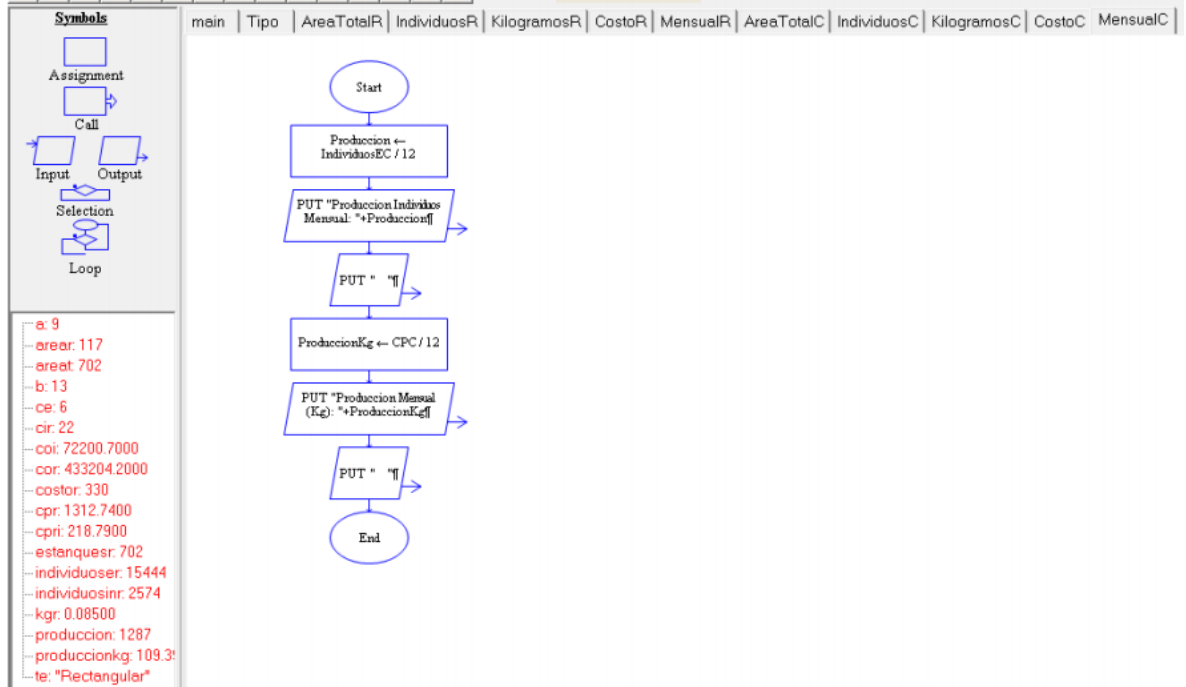 Symbols
Assignment
Call
Input Output
Selection
Loop
a: 9
arear: 117
areat: 702
b: 13
ce: 6
cir: 22
coi: 72200.7000
cor: 433204.2000
costor: 330
cpr: 1312.7400
cpri: 218.7900
estanquesr: 702
individuoser: 15444
individuosinr: 2574
kgr: 0.08500
produccion: 1287
produccionkg: 109.39
te: "Rectangular"
main Tipo AreaTotalR IndividuosR KilogramosR CostoR MensualR AreaTotalC IndividuosC KilogramosC CostoC MensualC
Start
Produccion ←
IndividuosEC / 12
PUT "Produccion Individuos
Mensual: "+Produccion¶
PUT " "¶
ProduccionKg ← CPC / 12
PUT "Produccion Mensual
(Kg): "+ProduccionKg¶
PUT " "¶
End